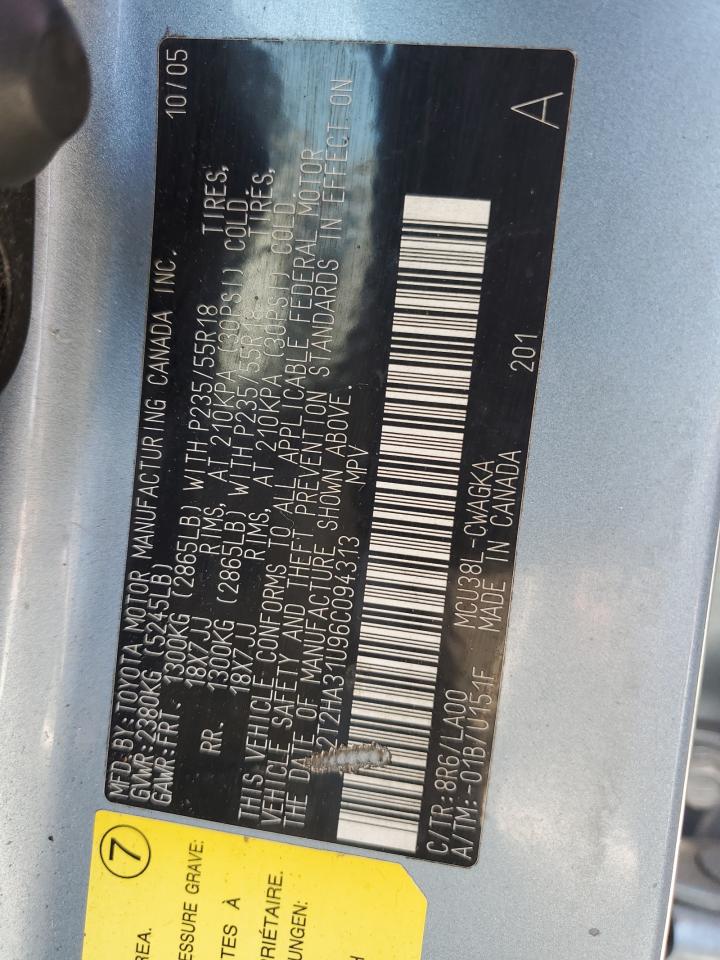 MFD. BY: TOYOTA MOTOR MANUFACTURING CANADA INC. 10/05
GVWR: 2380KG (5245LB)
GAWR: FRT. 1300KG (2865LB) WITH P235/55R18 TIRES,
18X7JJ RIMS, AT 210KPA (30PSI) COLD.
RR. 1300KG (2865LB) WITH P235/55R18 TIRES,
18X7JJ RIMS, AT 210KPA (30PSI) COLD.
THIS VEHICLE CONFORMS TO ALL APPLICABLE FEDERAL MOTOR
VEHICLE SAFETY AND THEFT PREVENTION STANDARDS IN EFFECT ON
THE DATE OF MANUFACTURE SHOWN ABOVE.
2T2HA31U96C094313 MPV
A
C/TR: 8R6/LA00 MCU38L-CWAGKA 201
A/TM: -01B/U151F MADE IN CANADA
7
REA.
ESSURE GRAVE:
TES À
PRIÉTAIRE.
UNGEN: